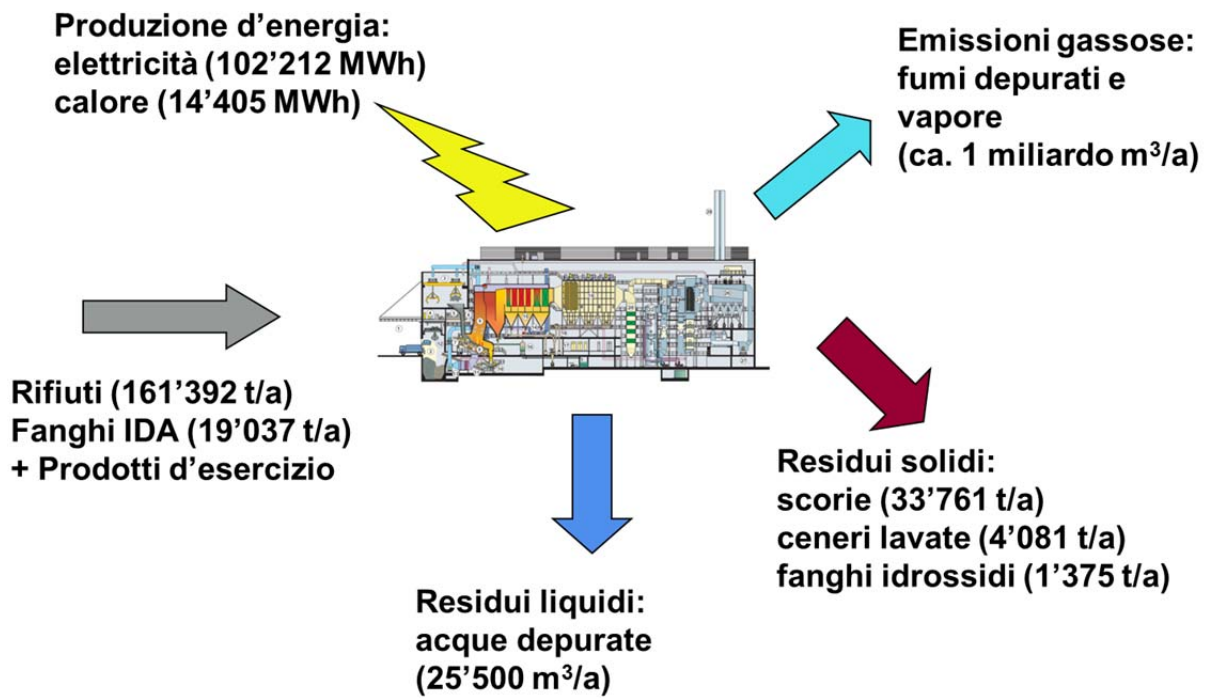 Produzione d’energia:
elettricità (102’212 MWh)
calore (14’405 MWh)
Emissioni gassose:
fumi depurati e
vapore
(ca. 1 miliardo m³/a)
Rifiuti (161’392 t/a)
Fanghi IDA (19’037 t/a)
+ Prodotti d’esercizio
Residui solidi:
scorie (33’761 t/a)
ceneri lavate (4’081 t/a)
fanghi idrossidi (1’375 t/a)
Residui liquidi:
acque depurate
(25’500 m³/a)